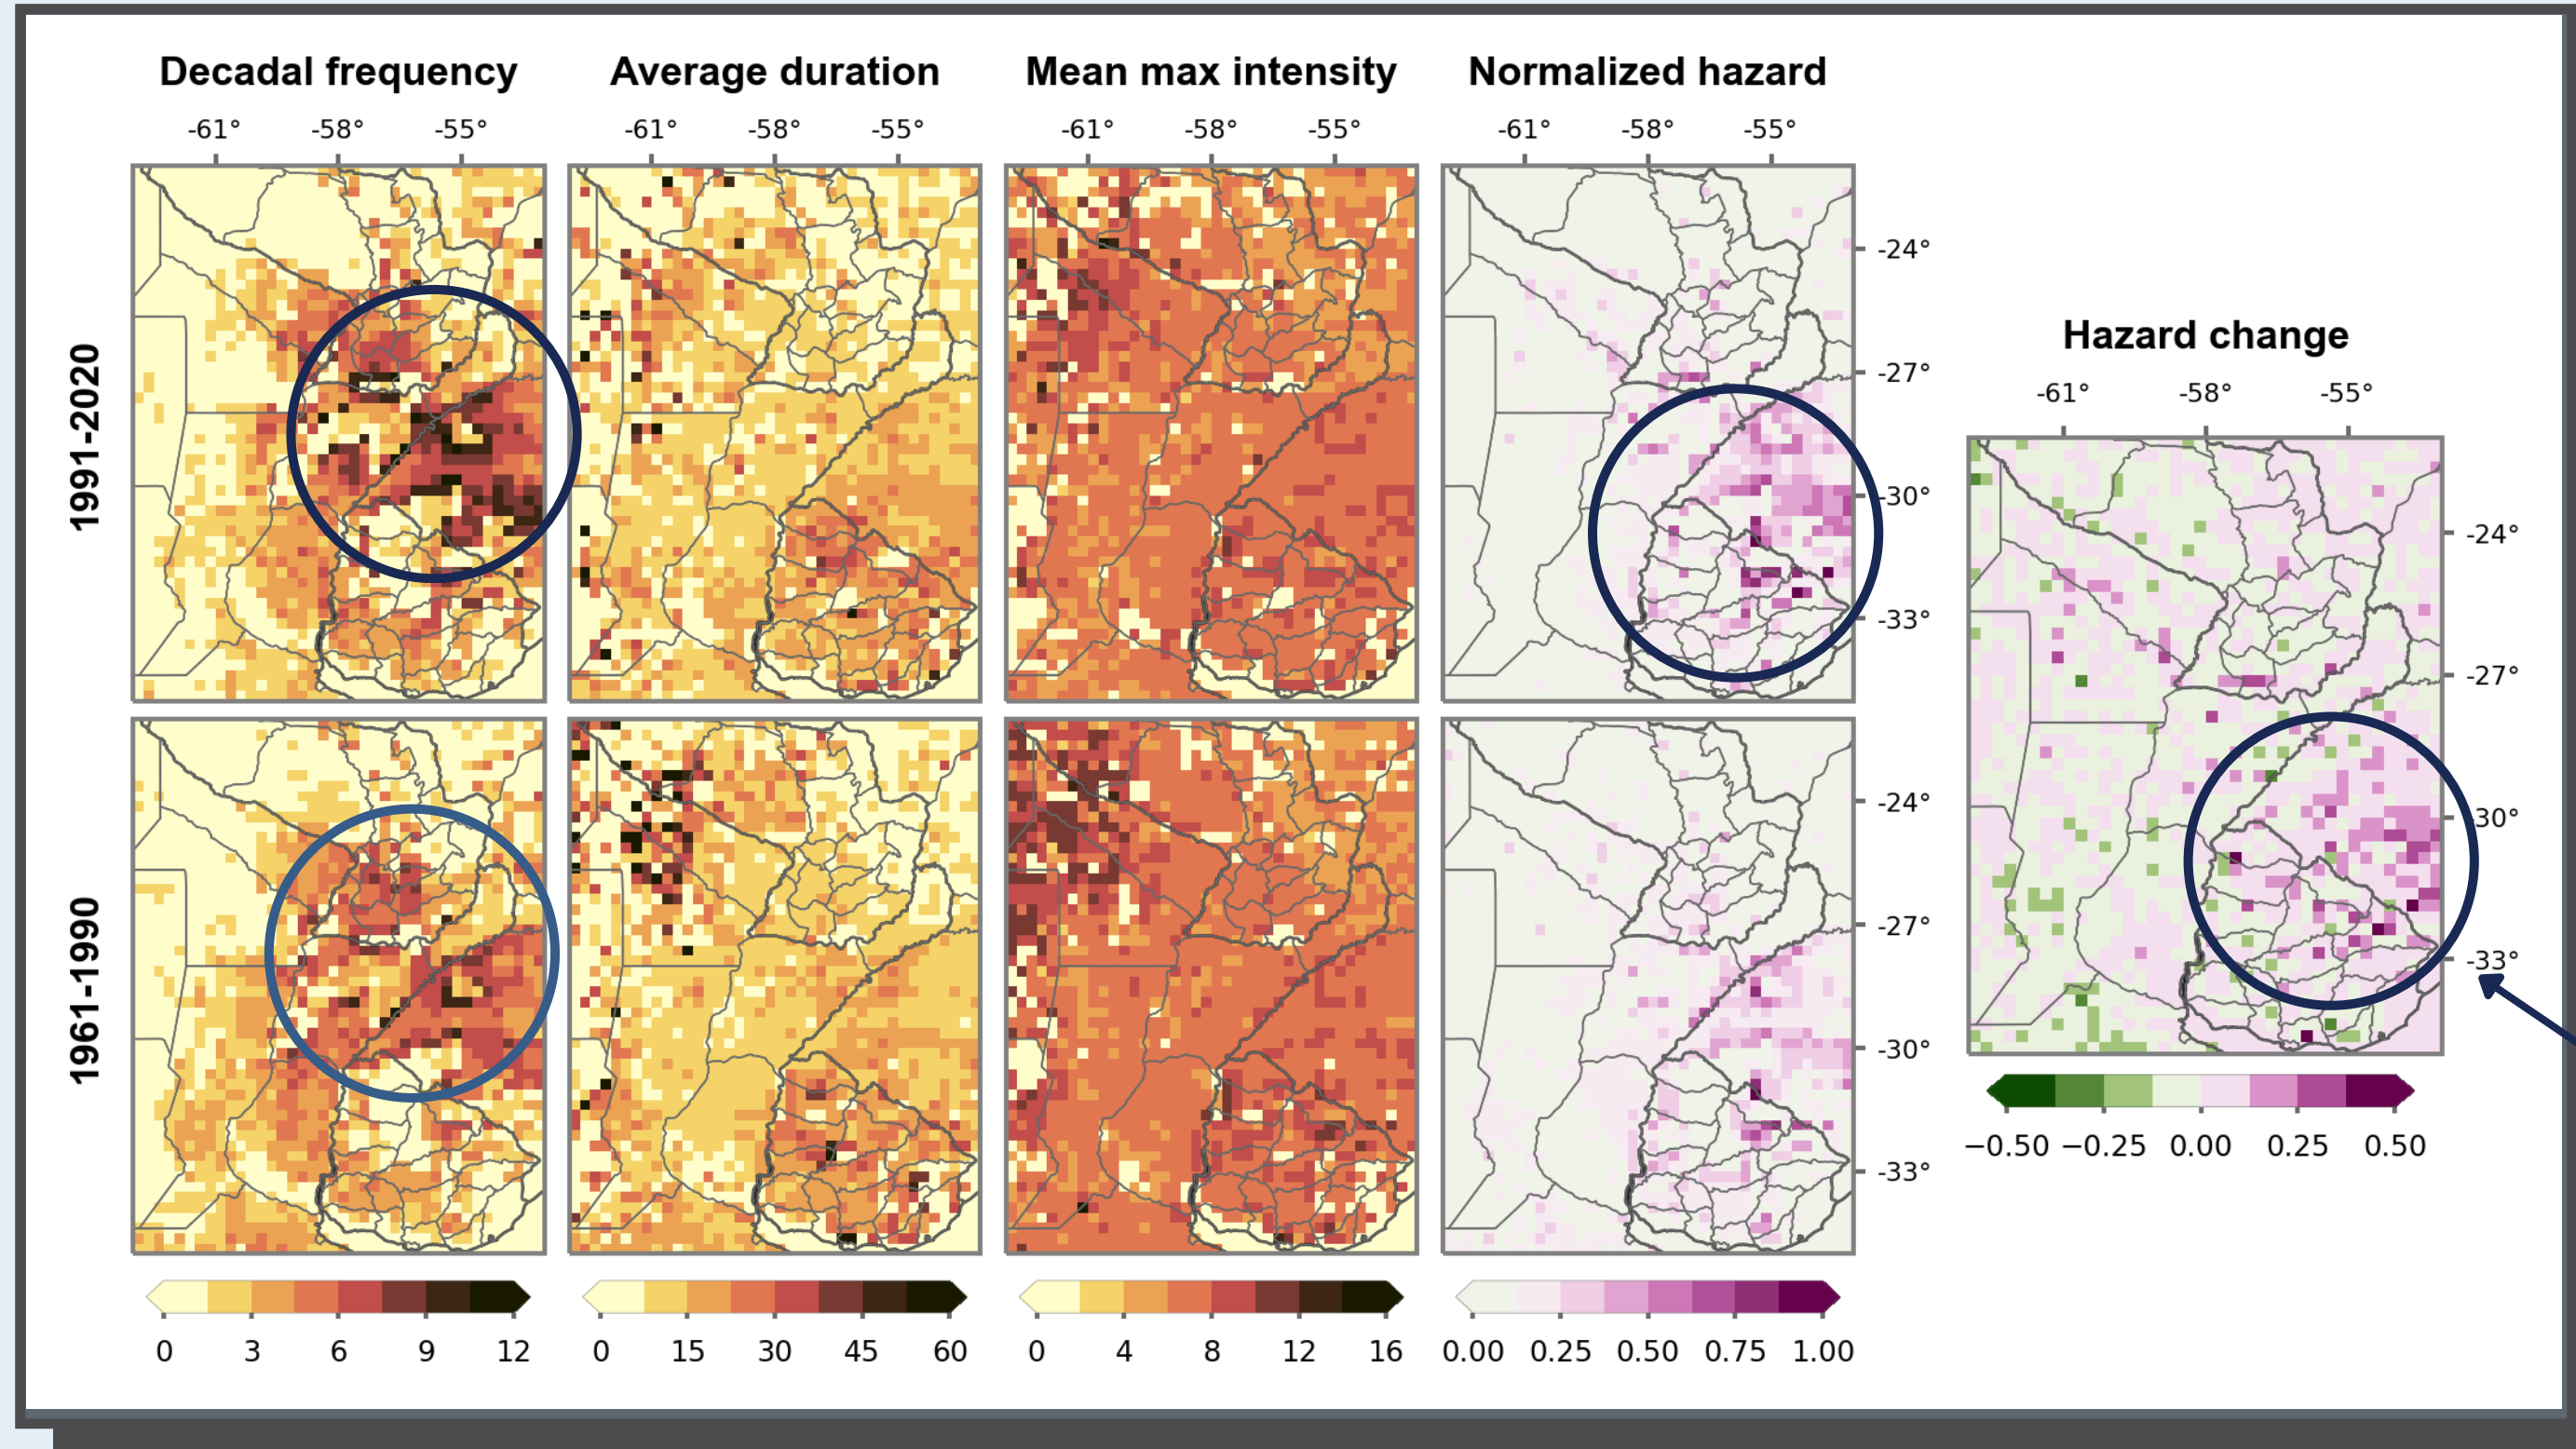 Decadal frequency
Average duration
Mean max intensity
Normalized hazard
-61° -58° -55°
-61° -58° -55°
-61° -58° -55°
-61° -58° -55°
1991-2020
-24°
-27°
-30°
-33°
Hazard change
-61° -58° -55°
-24°
-27°
30°
-33°
−0.50 −0.25 0.00 0.25 0.50
1961-1990
-24°
-27°
-30°
-33°
0 3 6 9 12
0 15 30 45 60
0 4 8 12 16
0.00 0.25 0.50 0.75 1.00